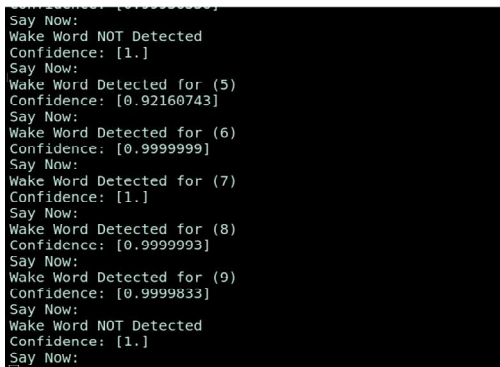 Say Now:
Wake Word NOT Detected
Confidence: [1.]
Say Now:
Wake Word Detected for (5)
Confidence: [0.92160743]
Say Now:
Wake Word Detected for (6)
Confidence: [0.9999999]
Say Now:
Wake Word Detected for (7)
Confidence: [1.]
Say Now:
Wake Word Detected for (8)
Confidence: [0.9999993]
Say Now:
Wake Word Detected for (9)
Confidence: [0.9999833]
Say Now:
Wake Word NOT Detected
Confidence: [1.]
Say Now: